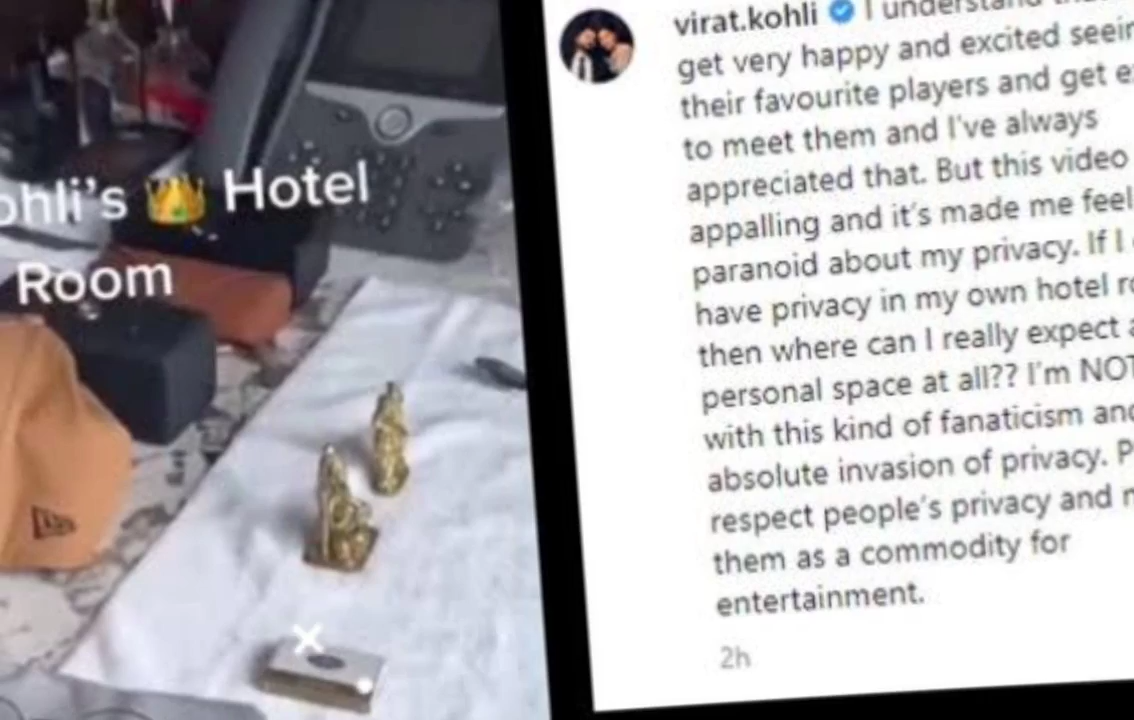 ohli's 👑 Hotel
Room
virat.kohli I understand
get very happy and excited
their favourite players and get
to meet them and I've always
appreciated that. But this video
appalling and it's made me feel
paranoid about my privacy. If I
have privacy in my own hotel
then where can I really expect
personal space at all?? I'm NOT
with this kind of fanaticism
absolute invasion of privacy.
respect people's privacy and
them as a commodity for
entertainment.
2h